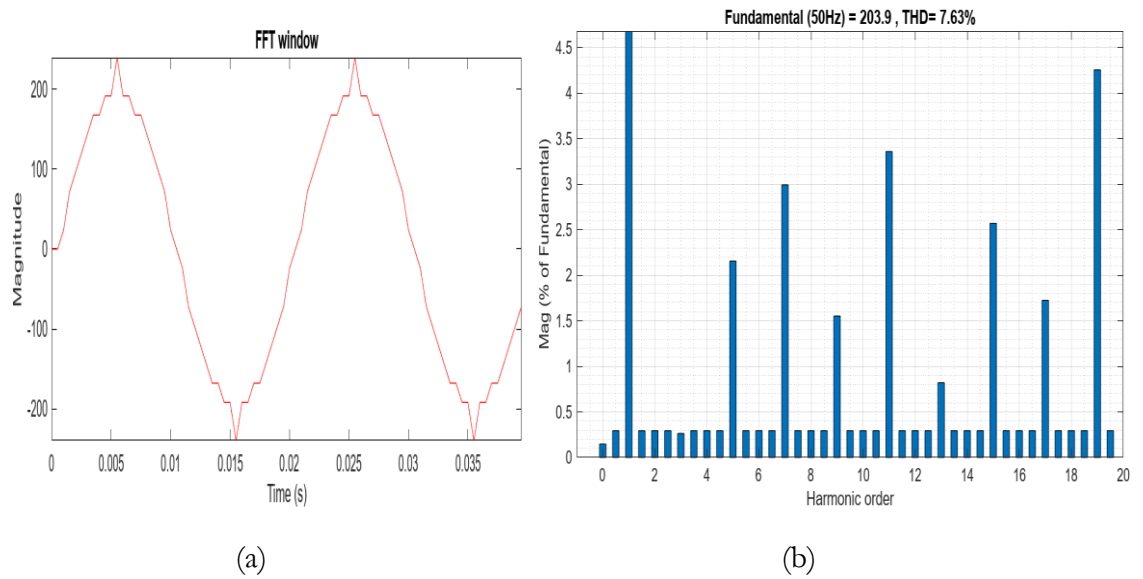 FFT window
200
100
0
-100
-200
Magnitude
0 0.005 0.01 0.015 0.02 0.025 0.03 0.035
Time (s)
(a)
Fundamental (50Hz) = 203.9 , THD= 7.63%
4.5
4
3.5
3
2.5
2
1.5
1
0.5
0
Mag (% of Fundamental)
0 2 4 6 8 10 12 14 16 18 20
Harmonic order
(b)